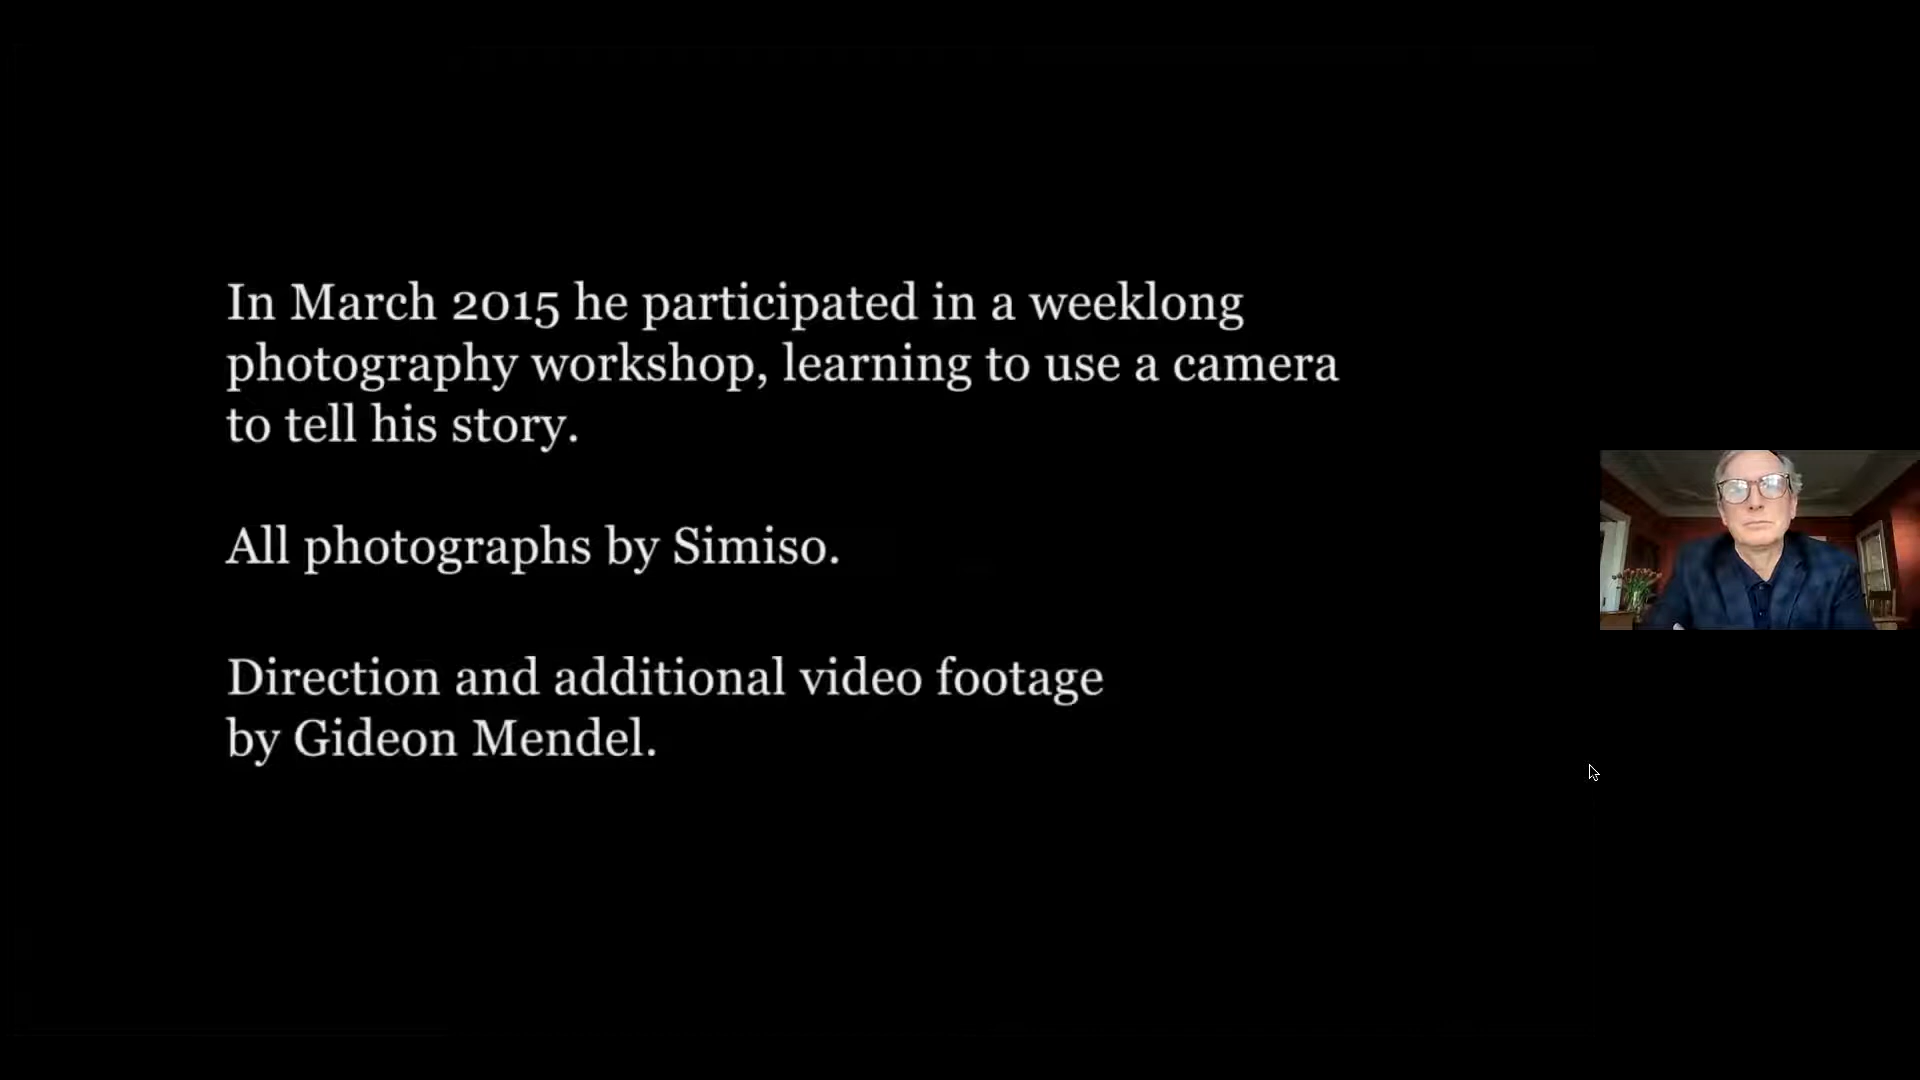 In March 2015 he participated in a weeklong
photography workshop, learning to use a camera
to tell his story.
All photographs by Simiso.
Direction and additional video footage
by Gideon Mendel.